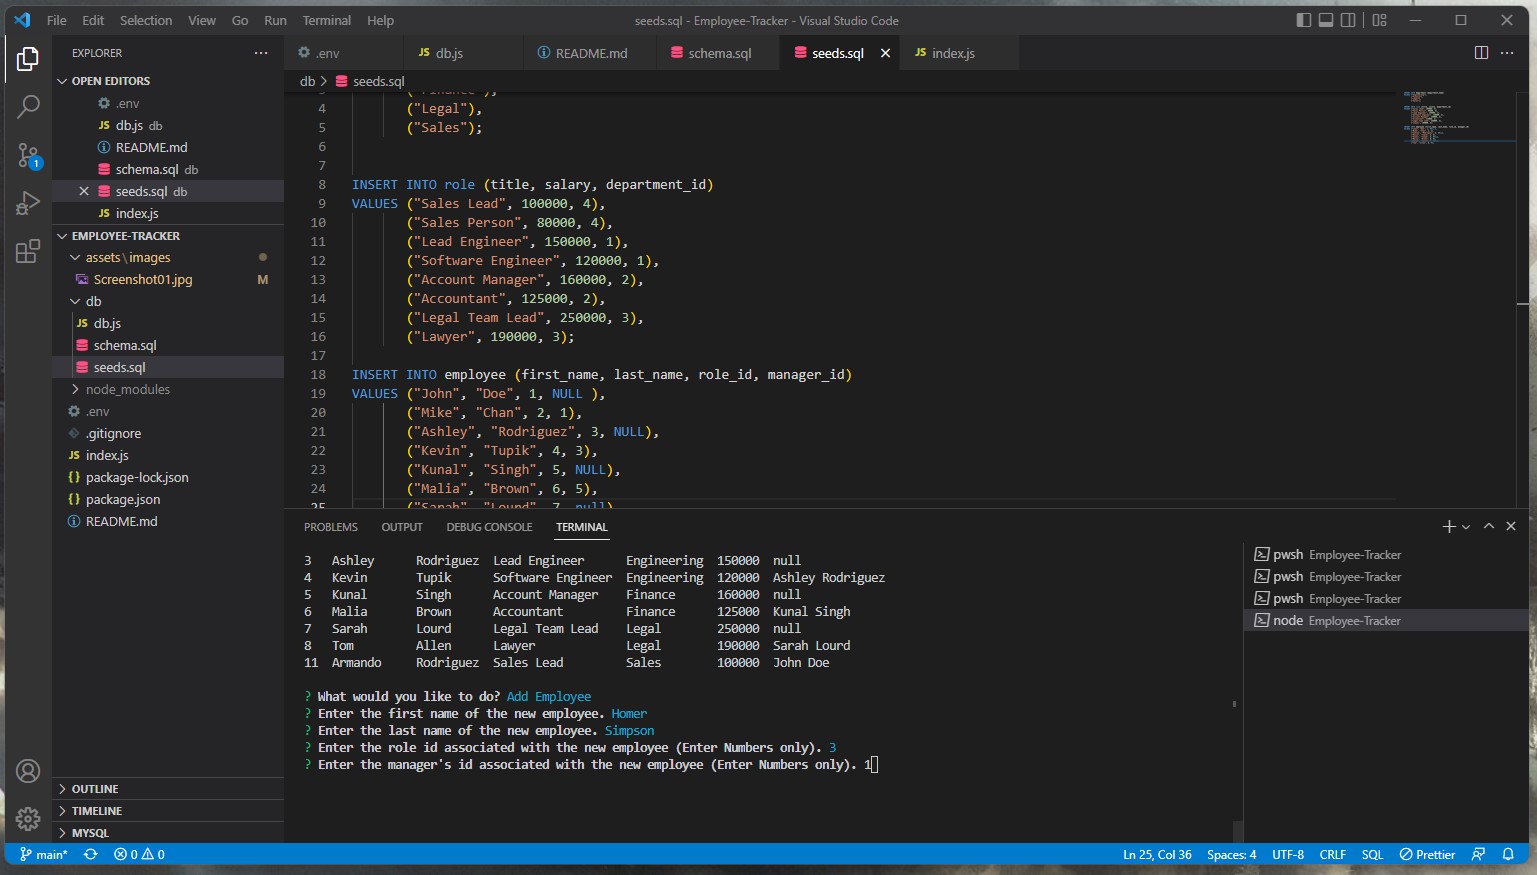 File Edit Selection View Go Run Terminal Help
seeds.sql - Employee-Tracker - Visual Studio Code
EXPLORER
OPEN EDITORS
.env
db.js db
README.md
schema.sql db
seeds.sql db
index.js
EMPLOYEE-TRACKER
assets\images
Screenshot01.jpg M
db
db.js
schema.sql
seeds.sql
node_modules
.env
.gitignore
index.js
package-lock.json
package.json
README.md
OUTLINE
TIMELINE
MYSQL
1
.env db.js README.md schema.sql seeds.sql index.js
db > seeds.sql
3 ("Finance"),
4 ("Legal"),
5 ("Sales");
6
7
8 INSERT INTO role (title, salary, department_id)
9 VALUES ("Sales Lead", 100000, 4),
10 ("Sales Person", 80000, 4),
11 ("Lead Engineer", 150000, 1),
12 ("Software Engineer", 120000, 1),
13 ("Account Manager", 160000, 2),
14 ("Accountant", 125000, 2),
15 ("Legal Team Lead", 250000, 3),
16 ("Lawyer", 190000, 3);
17
18 INSERT INTO employee (first_name, last_name, role_id, manager_id)
19 VALUES ("John", "Doe", 1, NULL ),
20 ("Mike", "Chan", 2, 1),
21 ("Ashley", "Rodriguez", 3, NULL),
22 ("Kevin", "Tupik", 4, 3),
23 ("Kunal", "Singh", 5, NULL),
24 ("Malia", "Brown", 6, 5),
25 ("Sarah", "Lourd", 7, null)
PROBLEMS OUTPUT DEBUG CONSOLE TERMINAL
3 Ashley Rodriguez Lead Engineer Engineering 150000 null
4 Kevin Tupik Software Engineer Engineering 120000 Ashley Rodriguez
5 Kunal Singh Account Manager Finance 160000 null
6 Malia Brown Accountant Finance 125000 Kunal Singh
7 Sarah Lourd Legal Team Lead Legal 250000 null
8 Tom Allen Lawyer Legal 190000 Sarah Lourd
11 Armando Rodriguez Sales Lead Sales 100000 John Doe
? What would you like to do? Add Employee
? Enter the first name of the new employee. Homer
? Enter the last name of the new employee. Simpson
? Enter the role id associated with the new employee (Enter Numbers only). 3
? Enter the manager's id associated with the new employee (Enter Numbers only). 1
pwsh Employee-Tracker
pwsh Employee-Tracker
pwsh Employee-Tracker
node Employee-Tracker
main* 0 0 Ln 25, Col 36 Spaces: 4 UTF-8 CRLF SQL Prettier